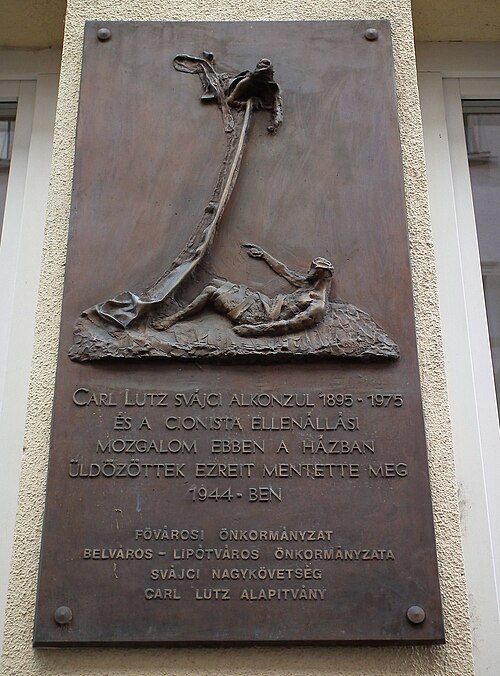 CARL LUTZ SVÁJCI ALKONZUL 1895-1975
ÉS A CIONISTA ELLENÁLLÁSI
MOZGALOM EBBEN A HÁZBAN
ÜLDÖZÖTTEK EZREIT MENTETTE MEG
1944-BEN
FŐVÁROSI ÖNKORMÁNYZAT
BELVÁROS - LIPÓTVÁROS ÖNKORMÁNYZATA
SVÁJCI NAGYKÖVETSÉG
CARL LUTZ ALAPITVÁNY